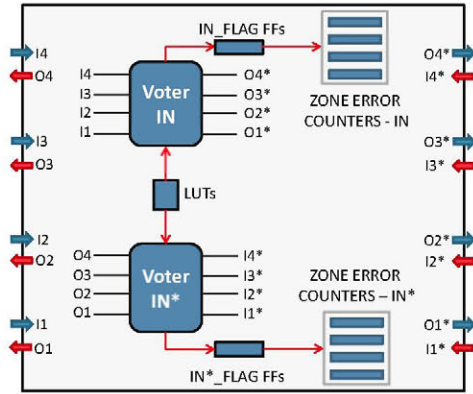 IN_FLAG FFs
I4
O4
I3
O3
I2
O2
I1
O1
I4
I3
I2
I1
Voter
IN
O4*
O3*
O2*
O1*
ZONE ERROR
COUNTERS - IN
LUTs
O4
O3
O2
O1
Voter
IN*
I4*
I3*
I2*
I1*
ZONE ERROR
COUNTERS – IN*
IN*_FLAG FFs
O4*
I4*
O3*
I3*
O2*
I2*
O1*
I1*